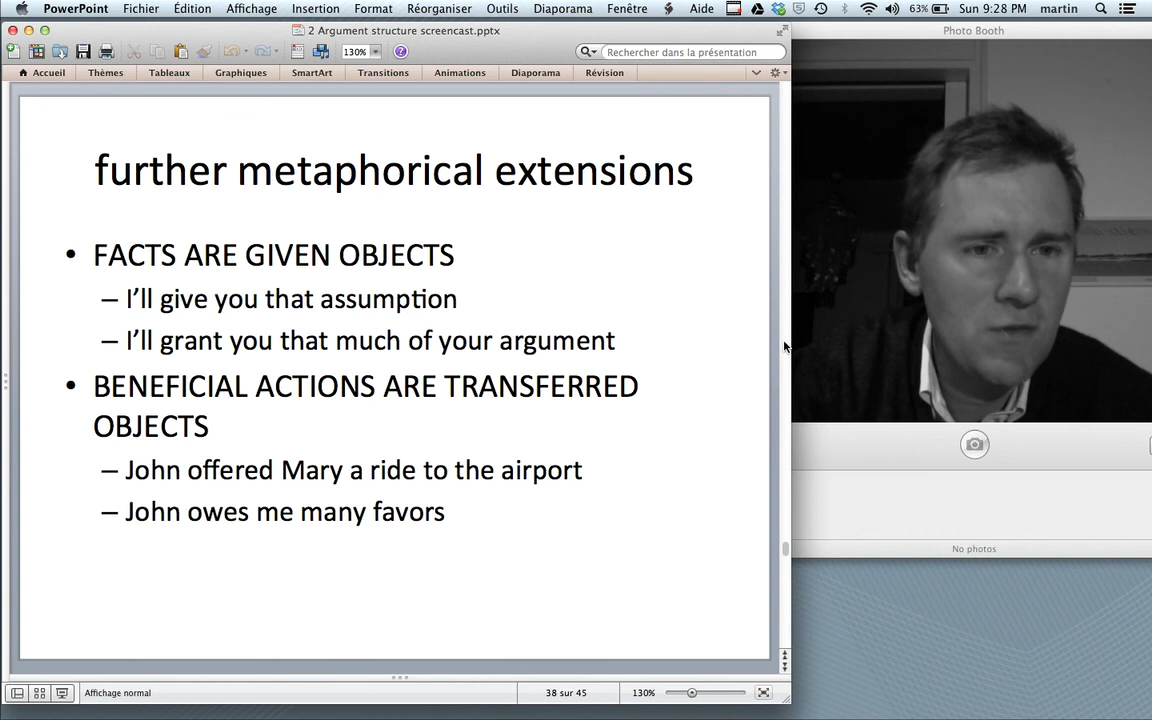 PowerPoint Fichier Édition Affichage Insertion Format Réorganiser Outils Diaporama Fenêtre Aide 63% Sun 9:28 PM martin
2 Argument structure screencast.pptx
Photo Booth
130% Rechercher dans la présentation
Accueil Thèmes Tableaux Graphiques SmartArt Transitions Animations Diaporama Révision
further metaphorical extensions
• FACTS ARE GIVEN OBJECTS
– I'll give you that assumption
– I'll grant you that much of your argument
• BENEFICIAL ACTIONS ARE TRANSFERRED
OBJECTS
– John offered Mary a ride to the airport
– John owes me many favors
No photos
Affichage normal 38 sur 45 130%